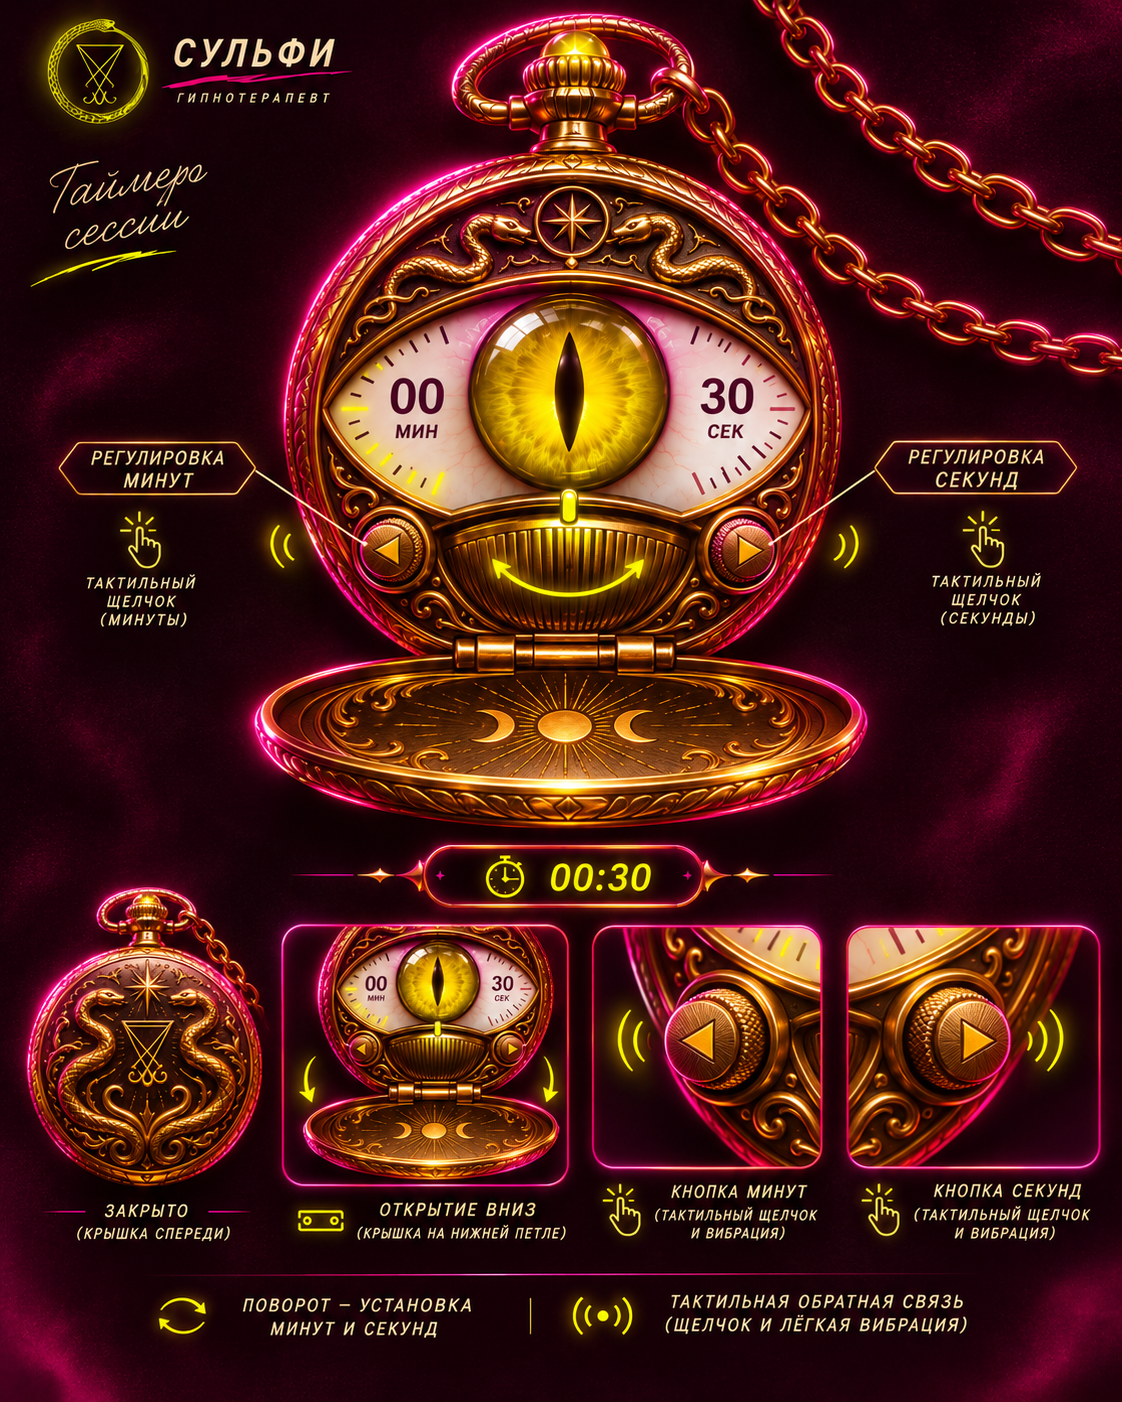 СУЛЬФИ
ГИПНОТЕРАПЕВТ
Таймерс
сессии
00
МИН
30
СЕК
РЕГУЛИРОВКА
МИНУТ
ТАКТИЛЬНЫЙ
ЩЕЛЧОК
(МИНУТЫ)
РЕГУЛИРОВКА
СЕКУНД
ТАКТИЛЬНЫЙ
ЩЕЛЧОК
(СЕКУНДЫ)
00:30
00
МИН
30
СЕК
ЗАКРЫТО
(КРЫШКА СПЕРЕДИ)
ОТКРЫТИЕ ВНИЗ
(КРЫШКА НА НИЖНЕЙ ПЕТЛЕ)
КНОПКА МИНУТ
(ТАКТИЛЬНЫЙ ЩЕЛЧОК
И ВИБРАЦИЯ)
КНОПКА СЕКУНД
(ТАКТИЛЬНЫЙ ЩЕЛЧОК
И ВИБРАЦИЯ)
ПОВОРОТ – УСТАНОВКА
МИНУТ И СЕКУНД
ТАКТИЛЬНАЯ ОБРАТНАЯ СВЯЗЬ
(ЩЕЛЧОК И ЛЁГКАЯ ВИБРАЦИЯ)